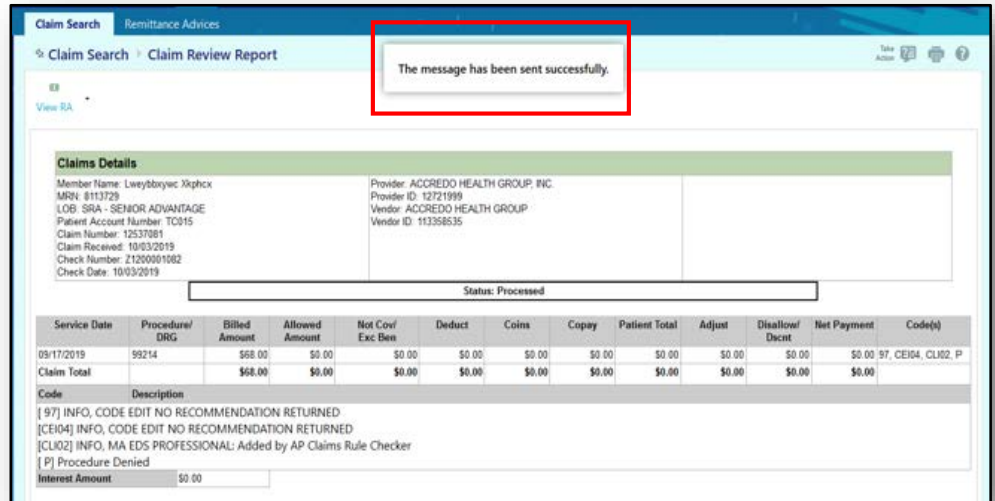 Claim Search Remittance Advices
Claim Search Claim Review Report
The message has been sent successfully.
Take
Action
View RA
Claims Details
Member Name: Lweybbxywc Xkphcx
MRN: 8113729
LOB: SRA - SENIOR ADVANTAGE
Patient Account Number: TC015
Claim Number: 12537081
Claim Received: 10/03/2019
Check Number: Z1200001082
Check Date: 10/03/2019
Provider: ACCREDO HEALTH GROUP, INC.
Provider ID: 12721999
Vendor: ACCREDO HEALTH GROUP
Vendor ID: 113358535
Status: Processed
Service Date Procedure/ DRG Billed Amount Allowed Amount Not Cov/ Exc Ben Deduct Coins Copay Patient Total Adjust Disallow/ Dscnt Net Payment Code(s)
09/17/2019 99214 $68.00 $0.00 $0.00 $0.00 $0.00 $0.00 $0.00 $0.00 $0.00 $0.00 97, CEI04, CLI02, P
Claim Total $68.00 $0.00 $0.00 $0.00 $0.00 $0.00 $0.00 $0.00 $0.00 $0.00
Code Description
[ 97] INFO, CODE EDIT NO RECOMMENDATION RETURNED
[CEI04] INFO, CODE EDIT NO RECOMMENDATION RETURNED
[CLI02] INFO, MA EDS PROFESSIONAL: Added by AP Claims Rule Checker
[ P] Procedure Denied
Interest Amount $0.00